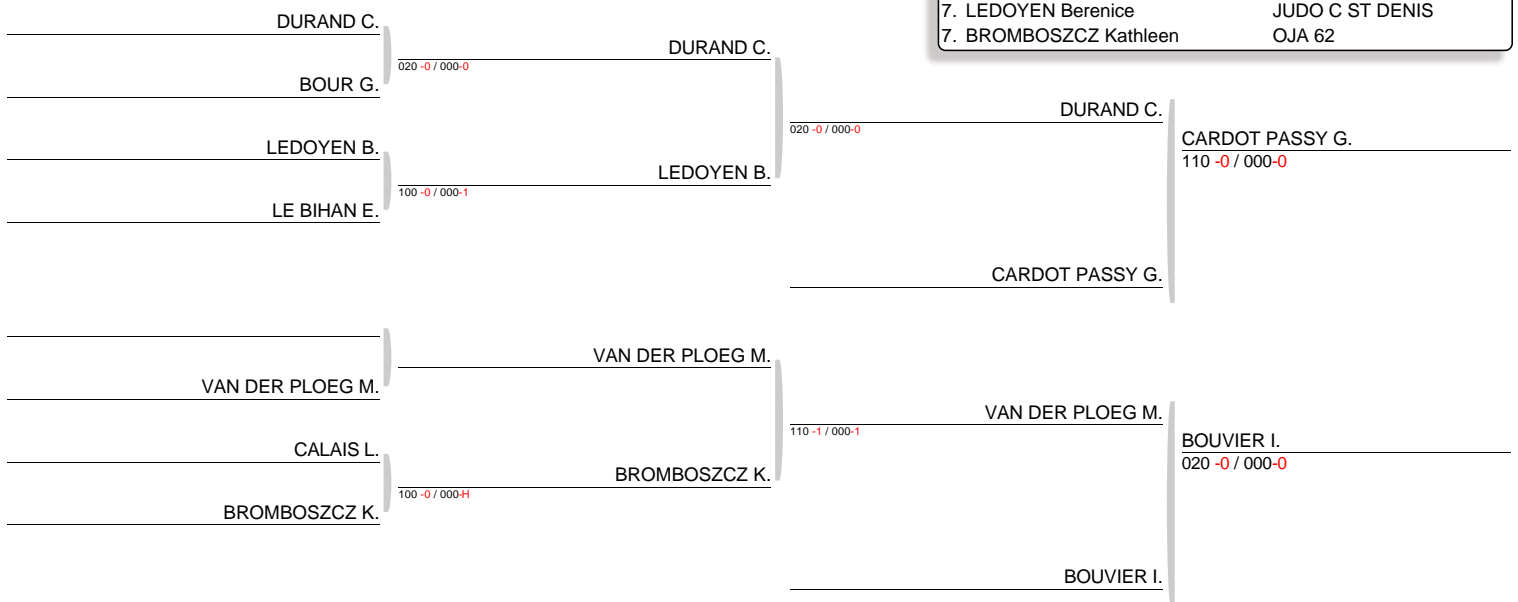 7. LEDOYEN Berenice JUDO C ST DENIS
7. BROMBOSZCZ Kathleen OJA 62
DURAND C.
BOUR G.
LEDOYEN B.
LE BIHAN E.
VAN DER PLOEG M.
CALAIS L.
BROMBOSZCZ K.
DURAND C.
020 -0 / 000-0
LEDOYEN B.
100 -0 / 000-1
VAN DER PLOEG M.
BROMBOSZCZ K.
100 -0 / 000-H
DURAND C.
020 -0 / 000-0
CARDOT PASSY G.
VAN DER PLOEG M.
110 -1 / 000-1
BOUVIER I.
CARDOT PASSY G.
110 -0 / 000-0
BOUVIER I.
020 -0 / 000-0